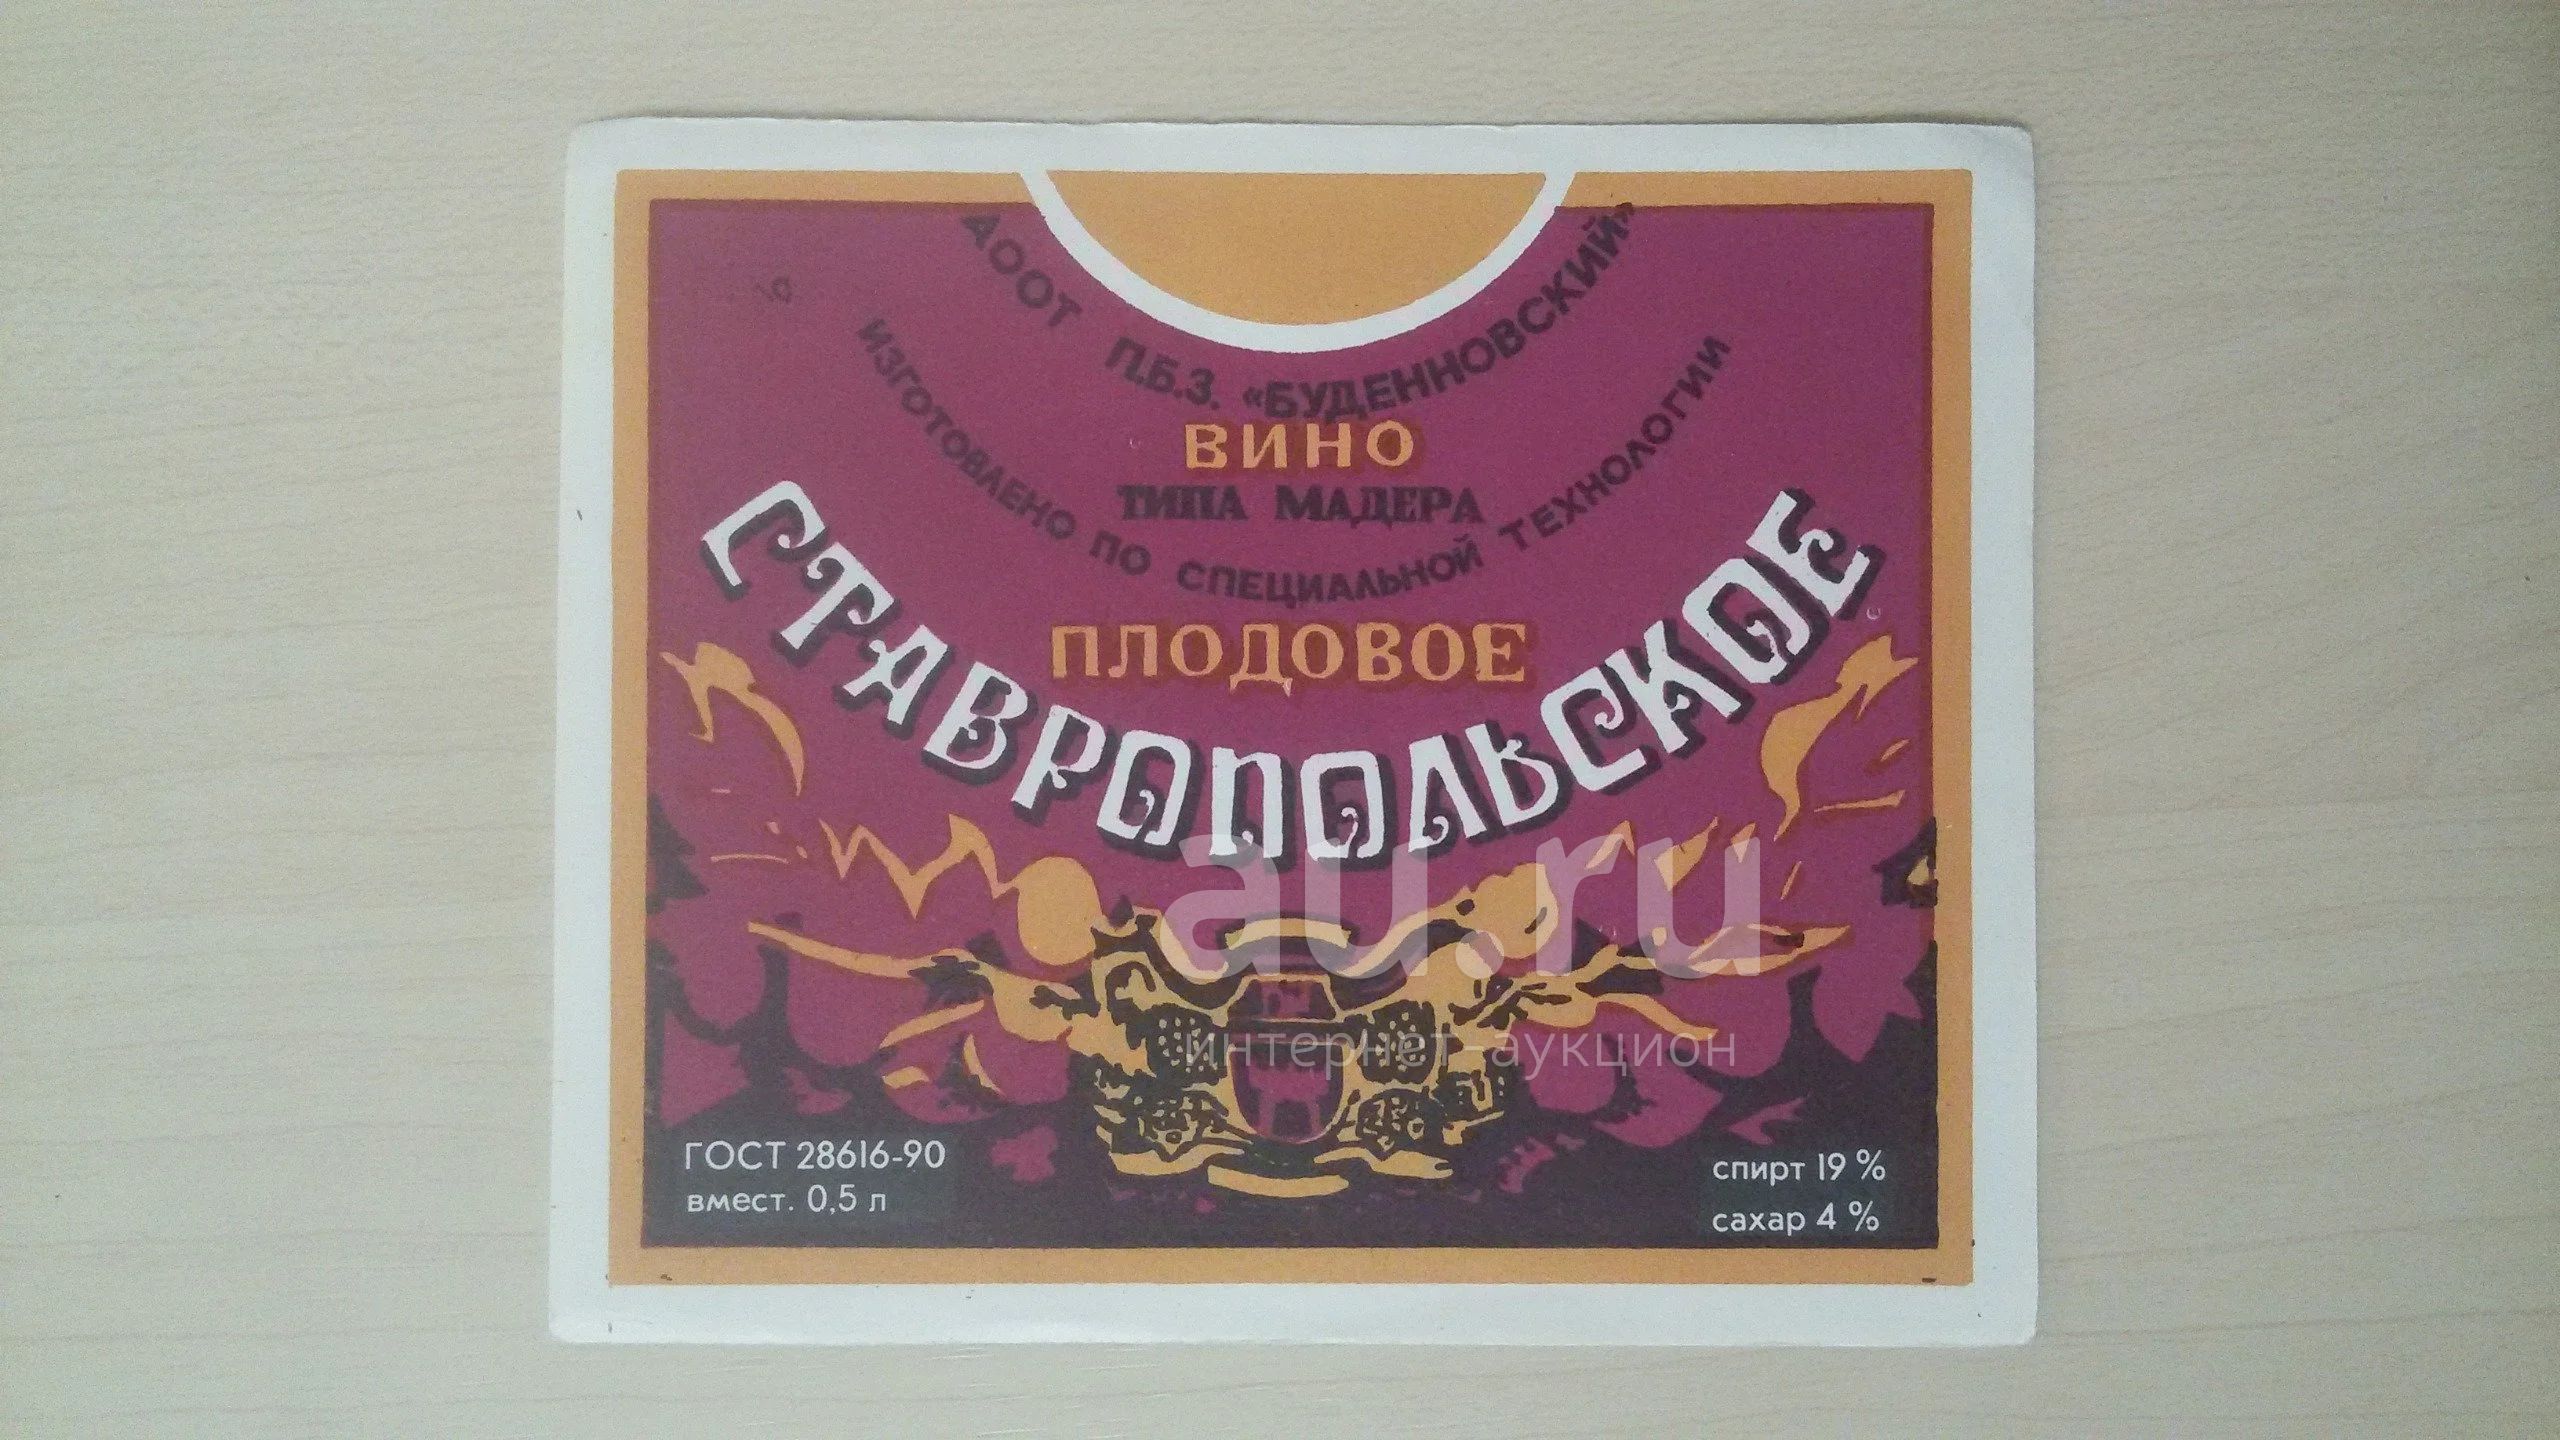 АООТ П.Б.З. «БУДЕННОВСКИЙ»
ВИНО
ТИПА МАДЕРА
ИЗГОТОВЛЕНО ПО СПЕЦИАЛЬНОЙ ТЕХНОЛОГИИ
ПЛОДОВОЕ
СТАВРОПОЛЬСКОЕ
au.ru
интернет-аукцион
ГОСТ 28616-90
вмест. 0,5 л
спирт 19 %
сахар 4 %